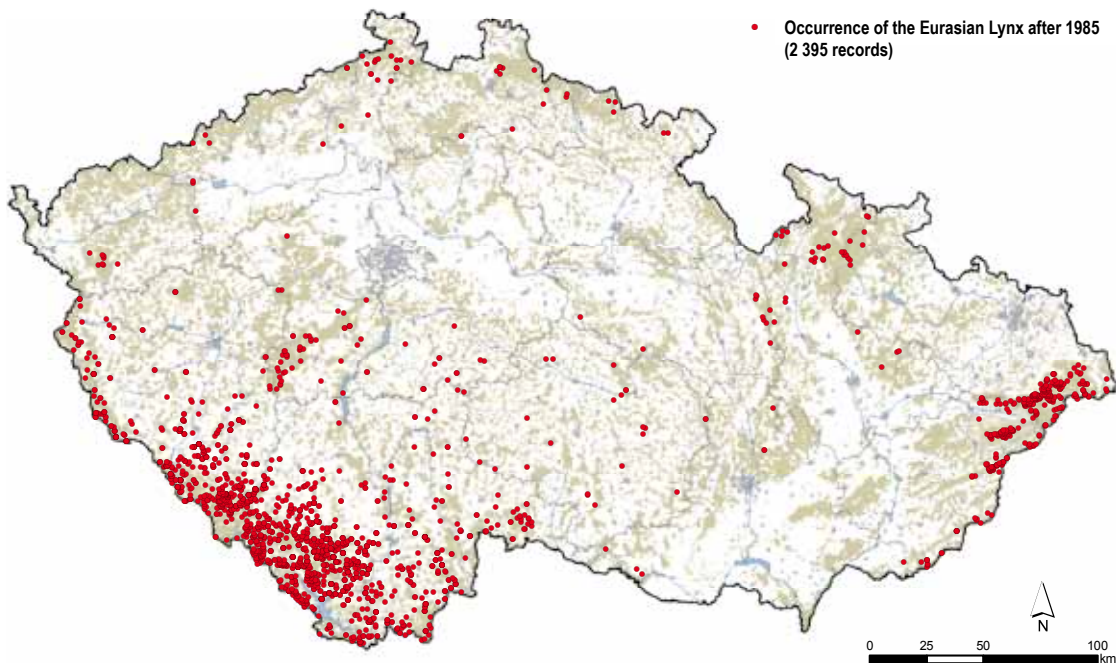 Occurrence of the Eurasian Lynx after 1985
(2 395 records)
N
0 25 50 100
km